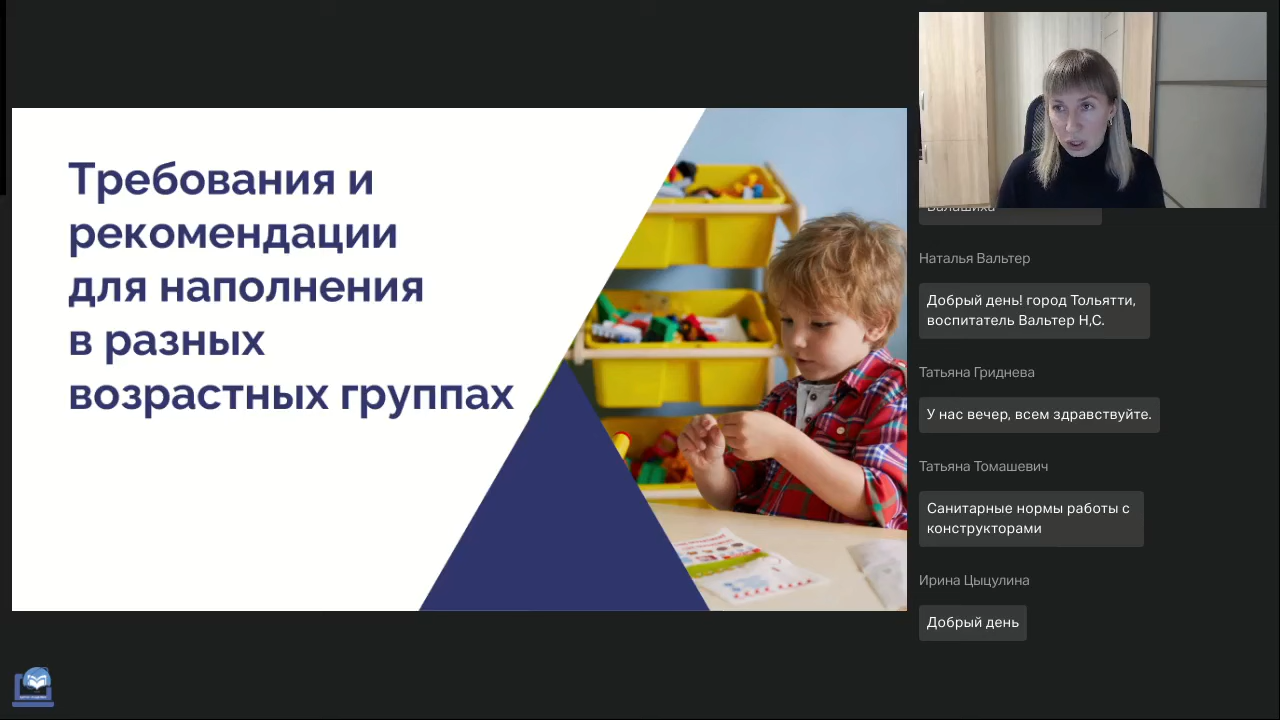 Требования и
рекомендации
для наполнения
в разных
возрастных группах
Балашиха
Наталья Вальтер
Добрый день! город Тольятти,
воспитатель Вальтер Н,С.
Татьяна Гриднева
У нас вечер, всем здравствуйте.
Татьяна Томашевич
Санитарные нормы работы с
конструкторами
Ирина Цыцулина
Добрый день